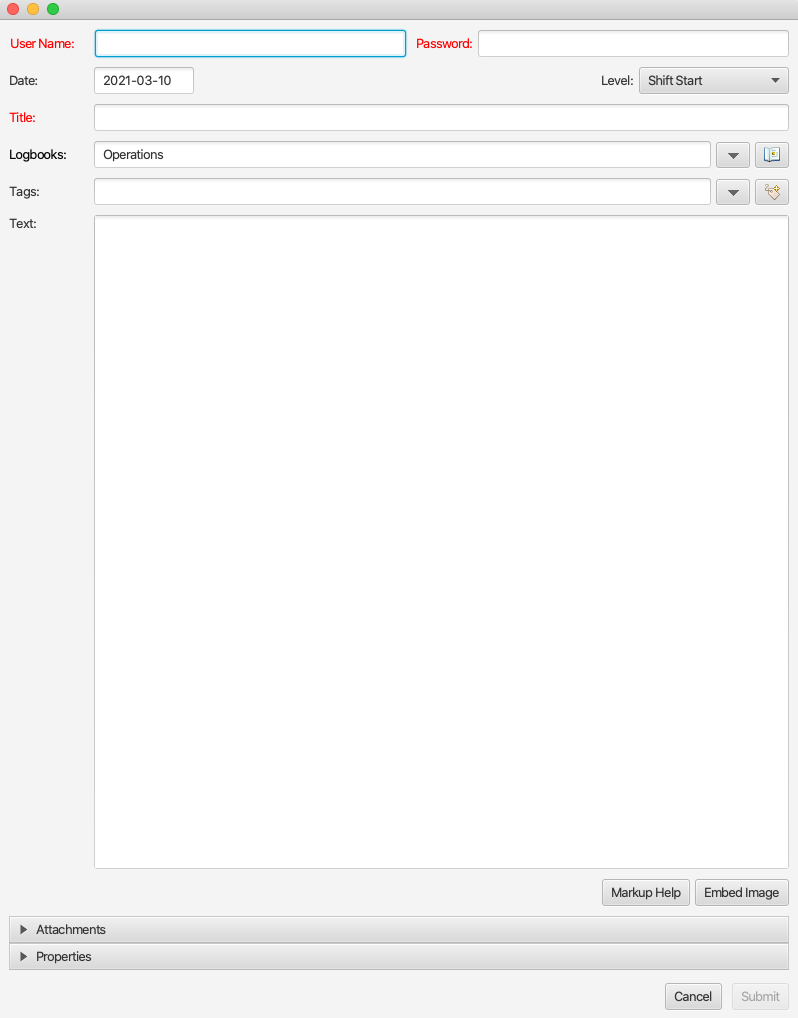 User Name: Password:
Date: 2021-03-10 Level: Shift Start
Title:
Logbooks: Operations
Tags:
Text:
Markup Help Embed Image
Attachments
Properties
Cancel Submit